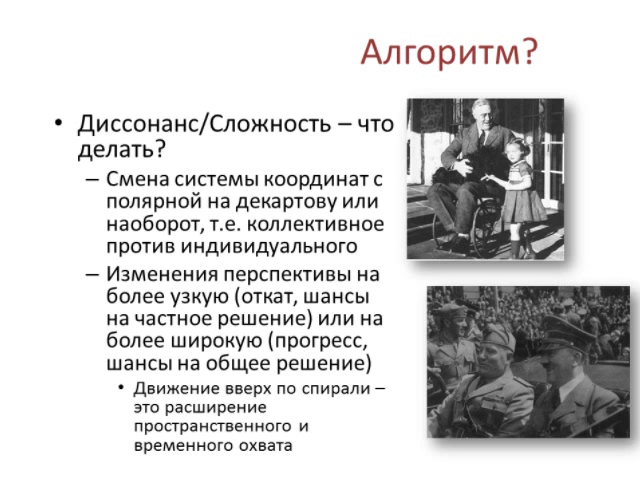 Алгоритм?
• Диссонанс/Сложность – что
делать?
– Смена системы координат с
полярной на декартову или
наоборот, т.е. коллективное
против индивидуального
– Изменения перспективы на
более узкую (откат, шансы
на частное решение) или на
более широкую (прогресс,
шансы на общее решение)
• Движение вверх по спирали –
это расширение
пространственного и
временного охвата